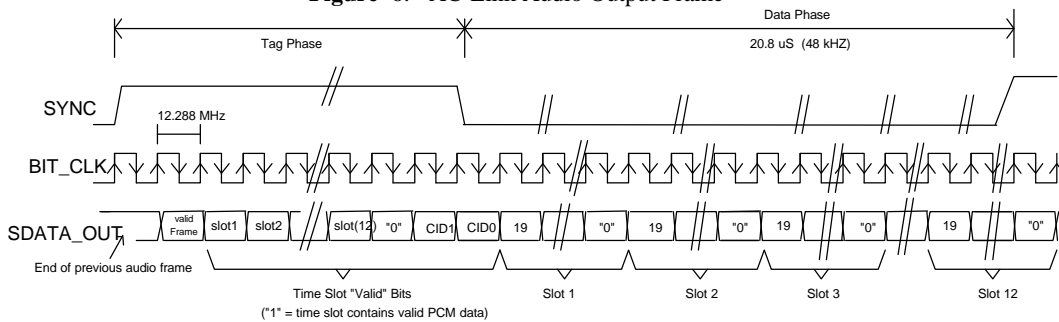 Figure 6. AC-Link Audio Output Frame
Tag Phase
Data Phase
20.8 uS (48 kHZ)
SYNC
12.288 MHz
BIT_CLK
SDATA_OUT
valid
Frame
slot1
slot2
slot(12)
"0"
CID1
CID0
19
"0"
19
"0"
19
"0"
19
"0"
End of previous audio frame
Time Slot "Valid" Bits
("1" = time slot contains valid PCM data)
Slot 1
Slot 2
Slot 3
Slot 12